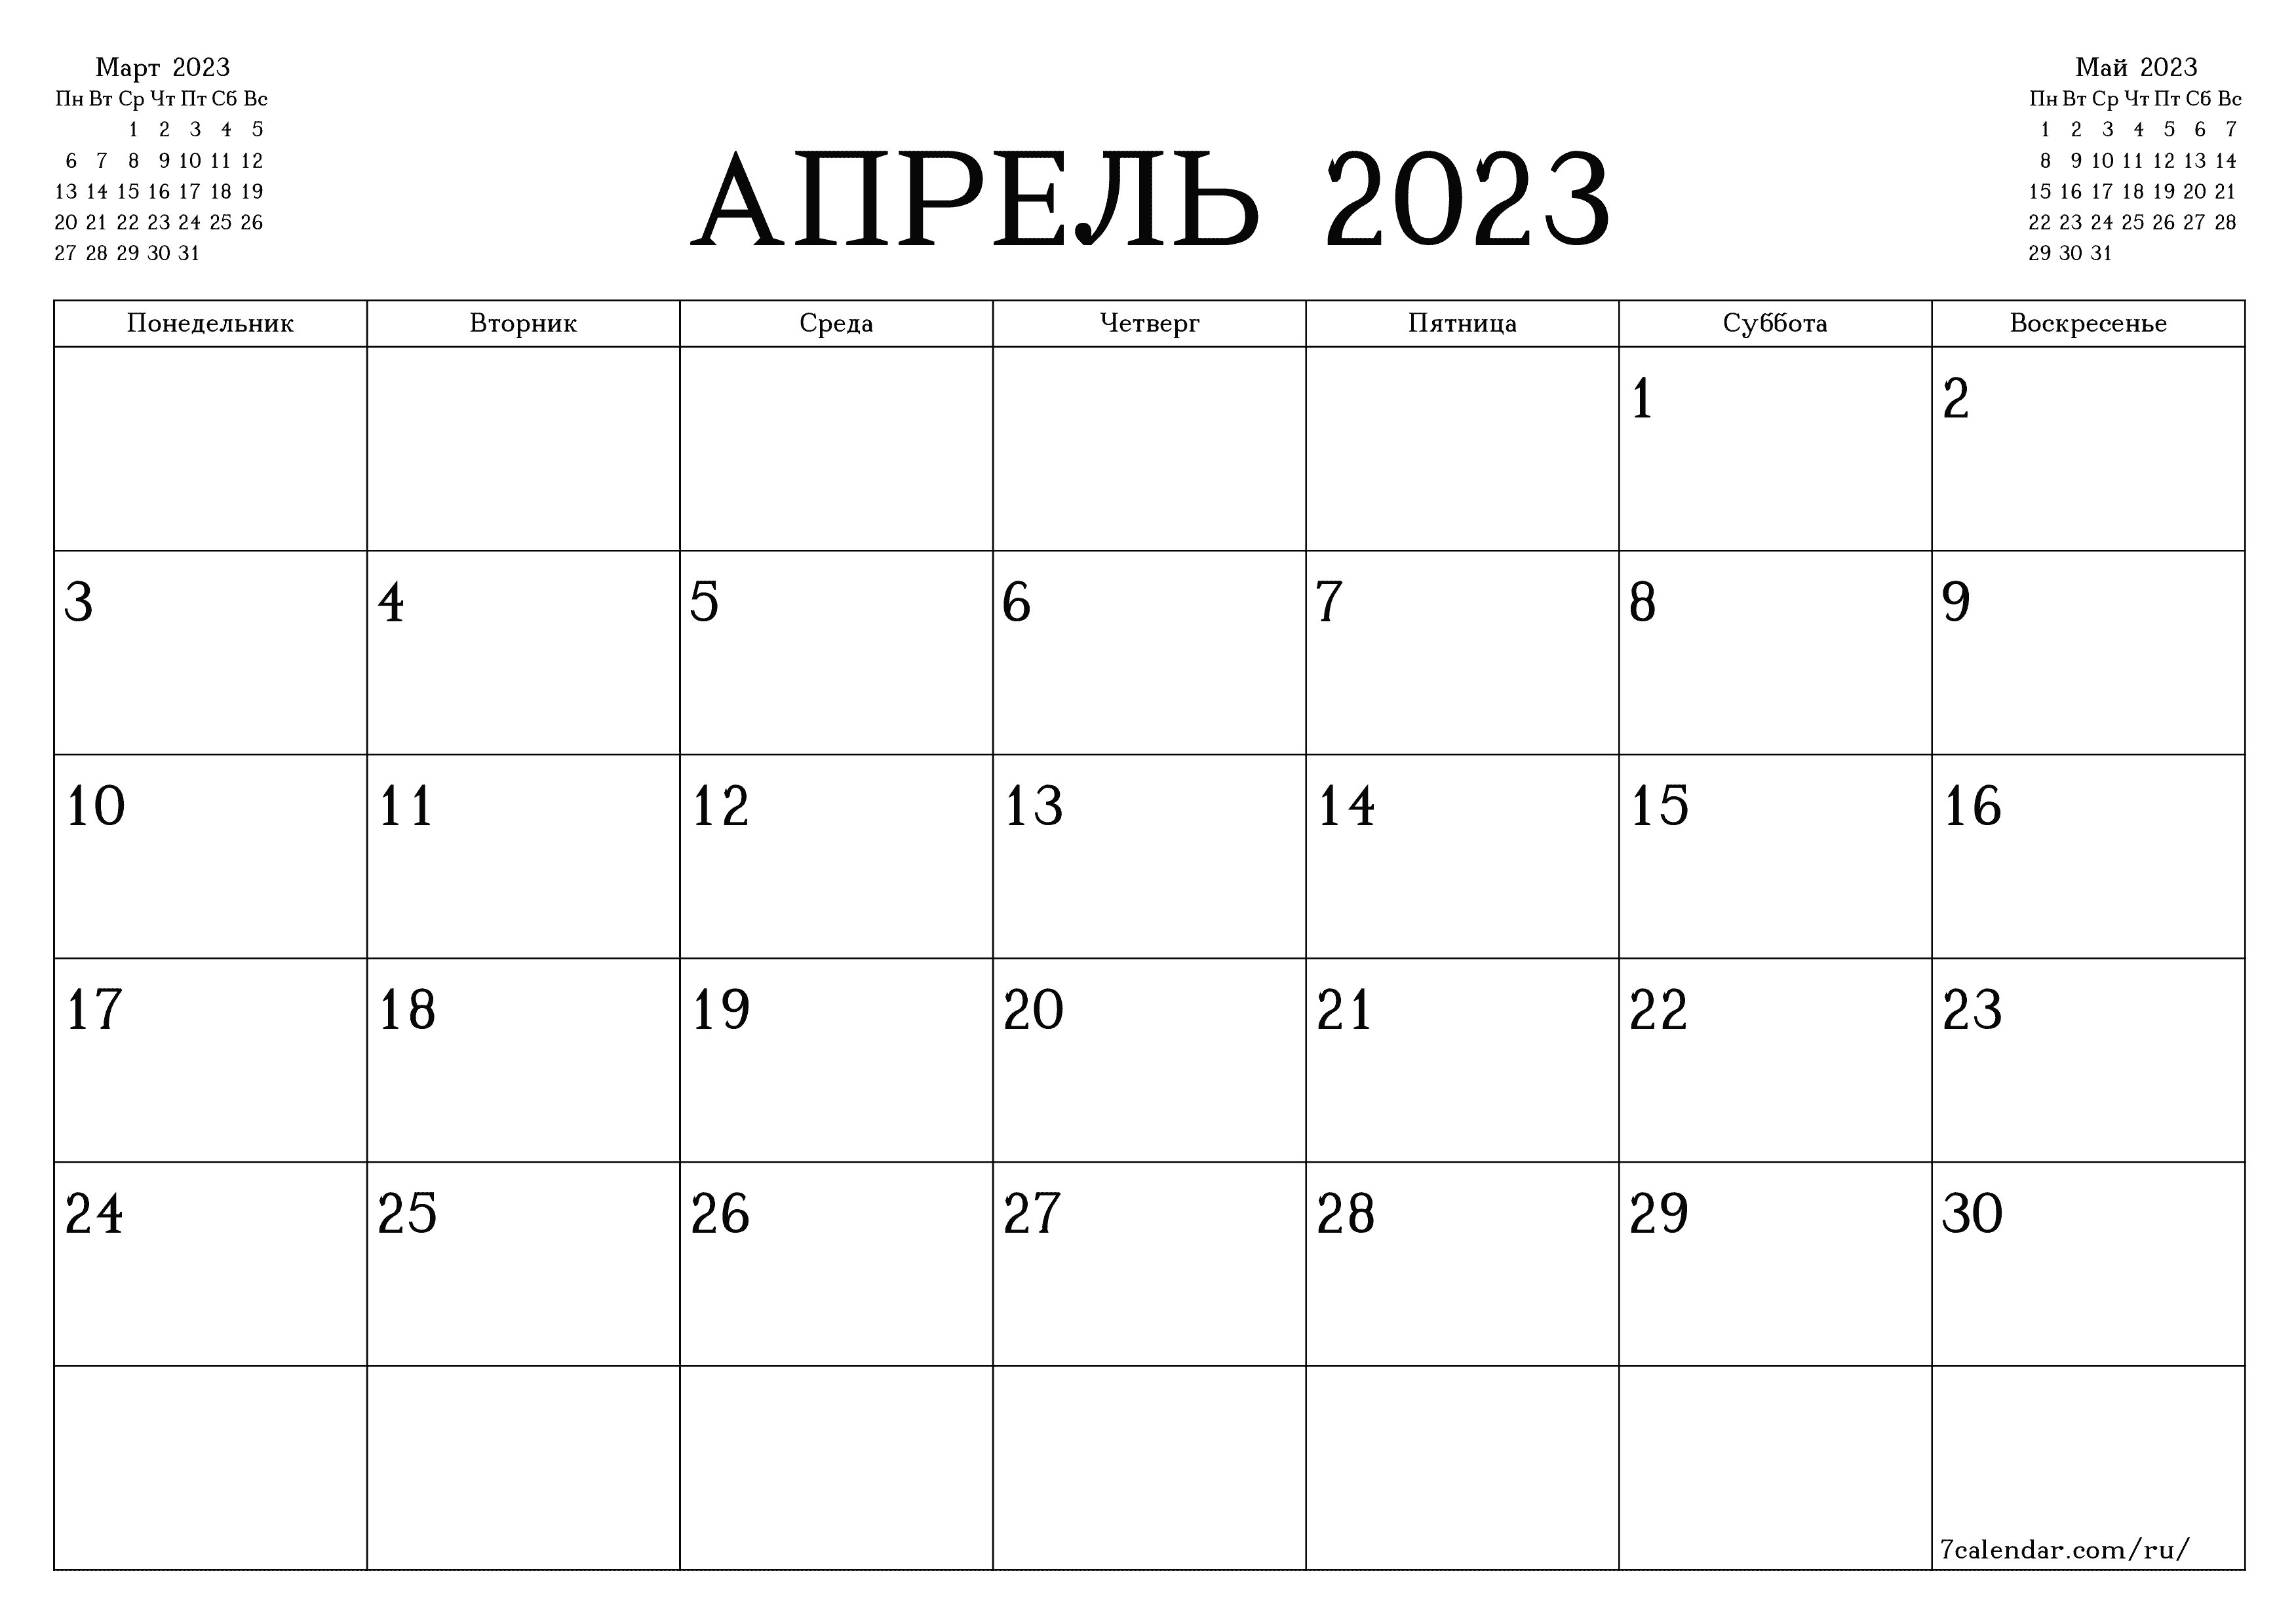 Март 2023
Пн Вт Ср Чт Пт Сб Вс
1 2 3 4 5
6 7 8 9 10 11 12
13 14 15 16 17 18 19
20 21 22 23 24 25 26
27 28 29 30 31
АПРЕЛЬ 2023
Май 2023
Пн Вт Ср Чт Пт Сб Вс
1 2 3 4 5 6 7
8 9 10 11 12 13 14
15 16 17 18 19 20 21
22 23 24 25 26 27 28
29 30 31
Понедельник Вторник Среда Четверг Пятница Суббота Воскресенье
1 2
3 4 5 6 7 8 9
10 11 12 13 14 15 16
17 18 19 20 21 22 23
24 25 26 27 28 29 30
7calendar.com/ru/